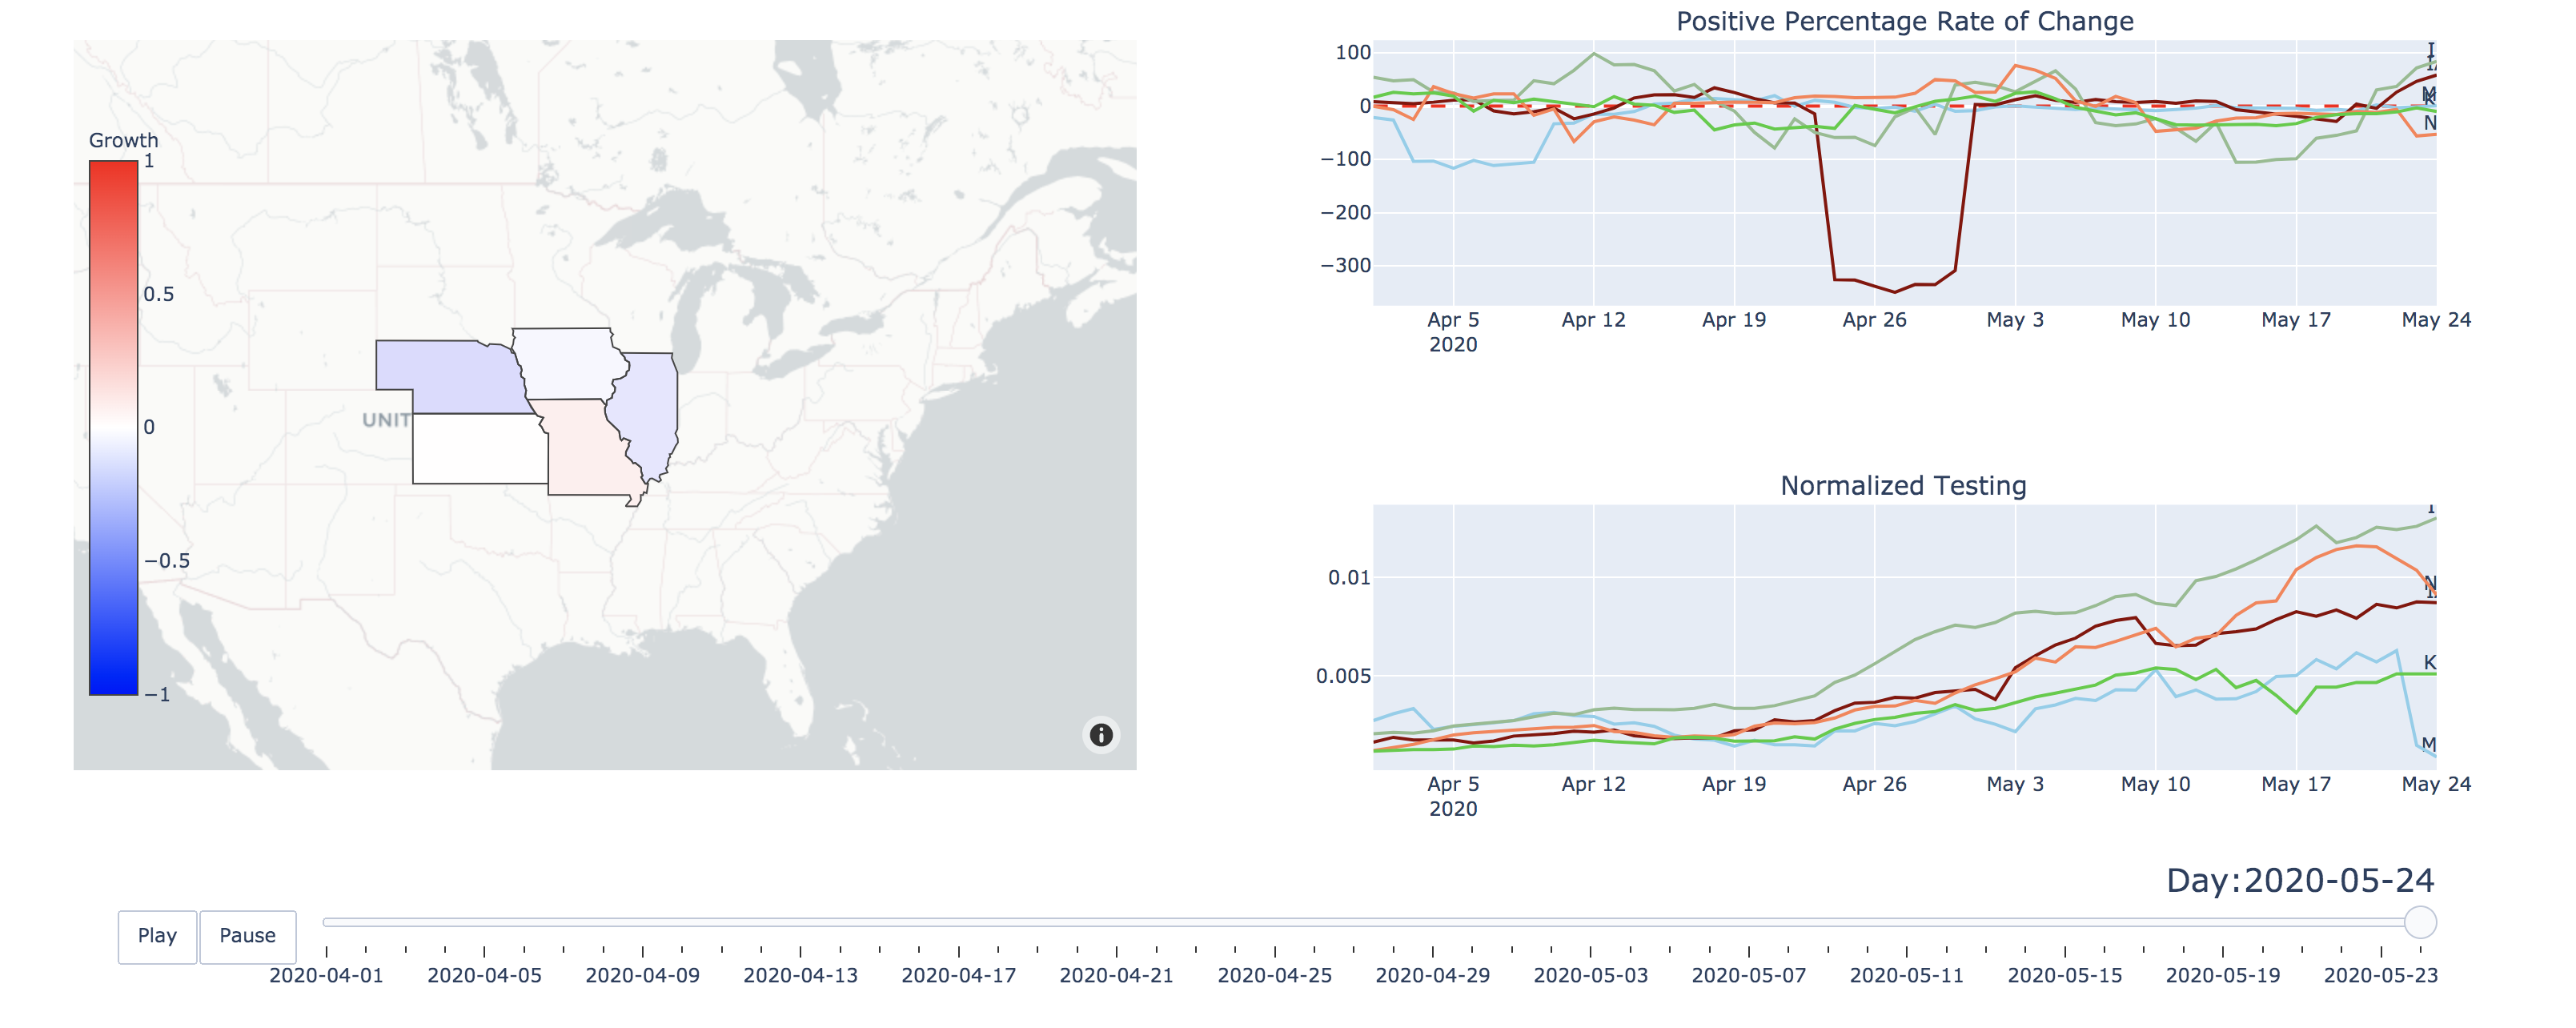 Growth
1
0.5
0
−0.5
−1
UNIT
Positive Percentage Rate of Change
100
0
−100
−200
−300
Apr 5
2020
Apr 12
Apr 19
Apr 26
May 3
May 10
May 17
May 24
N
Normalized Testing
0.01
0.005
N
K
M
Apr 5
2020
Apr 12
Apr 19
Apr 26
May 3
May 10
May 17
May 24
Day:2020-05-24
Play
Pause
2020-04-01
2020-04-05
2020-04-09
2020-04-13
2020-04-17
2020-04-21
2020-04-25
2020-04-29
2020-05-03
2020-05-07
2020-05-11
2020-05-15
2020-05-19
2020-05-23